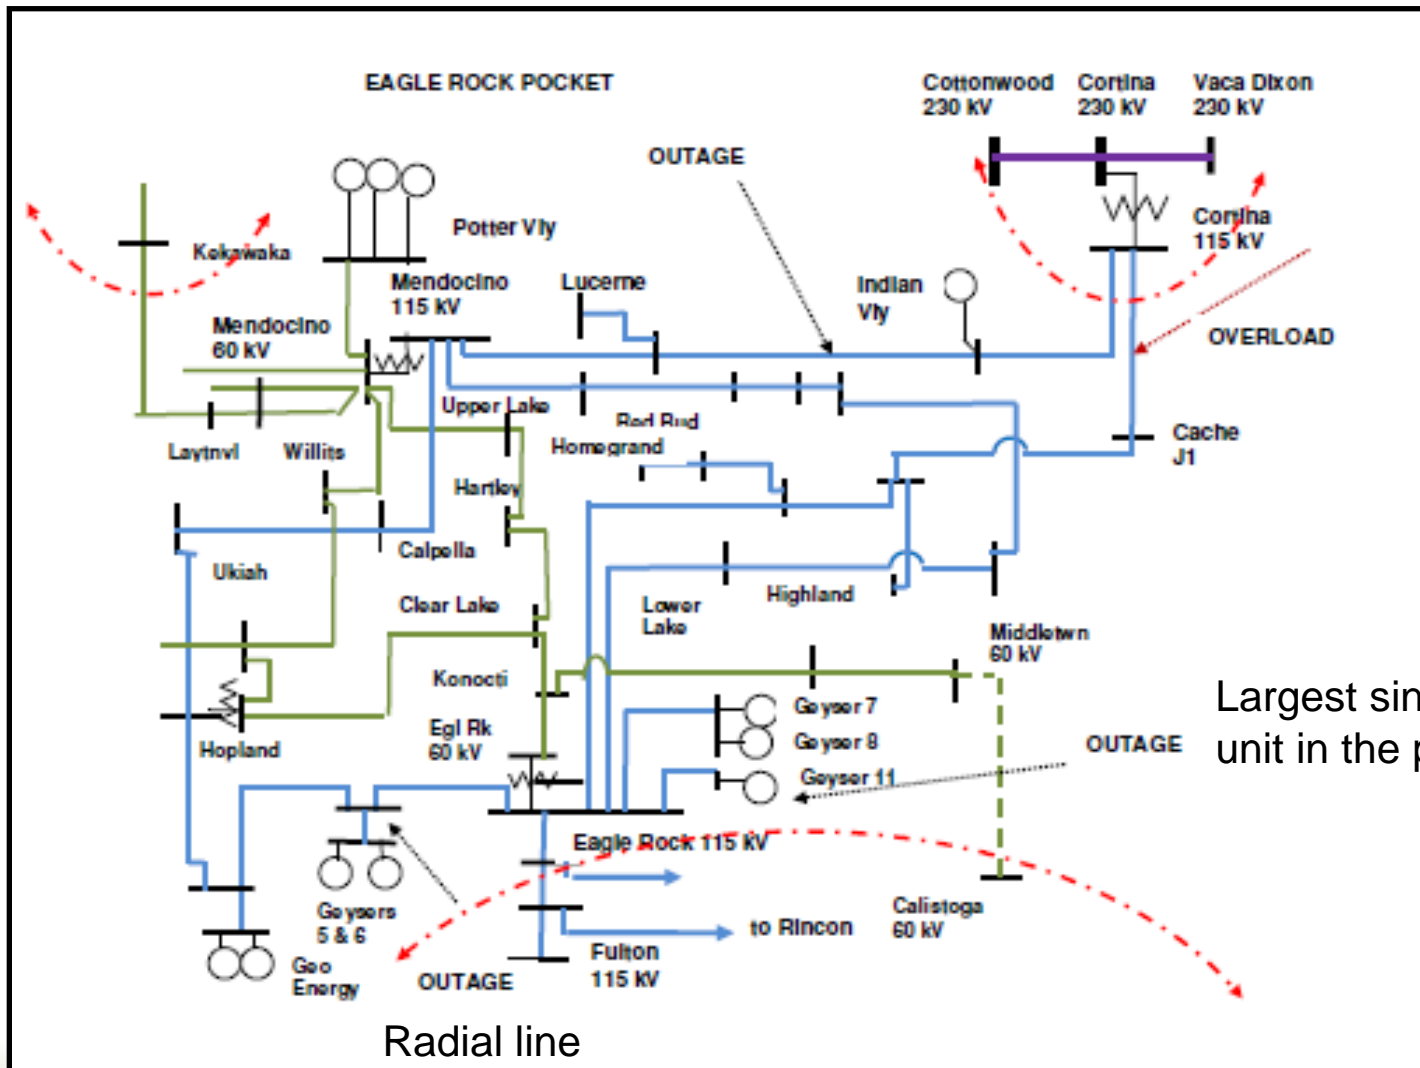 EAGLE ROCK POCKET
Cottonwood
230 kV
Cortina
230 kV
Vaca Dixon
230 kV
OUTAGE
Cortina
115 kV
Potter Vly
Kekawaka
Mendocino
115 kV
Lucerne
Indian
Vly
Mendocino
60 kV
OVERLOAD
Upper Lake
Red Bud
Homegrand
Cache
J1
Laytnvl
Willits
Hartley
Calpella
Ukiah
Clear Lake
Lower
Lake
Highland
Middletwn
60 kV
Konocti
Geyser 7
Egl Rk
60 kV
Geyser 8
Hopland
Geyser 11
OUTAGE
Largest sin
unit in the p
Eagle Rock 115 kV
Geysers
5 & 6
Calistoga
60 kV
to Rincon
Geo
Energy
OUTAGE
Fulton
115 kV
Radial line